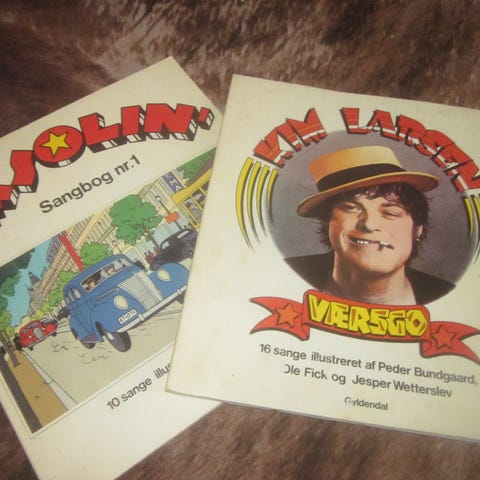 SOLIN'
Sangbog nr.1
10 sange illus
KIM LARSEN
VÆRSGO
16 sange illustreret af Peder Bundgaard,
Ole Fick og Jesper Wetterslev
Gyldendal